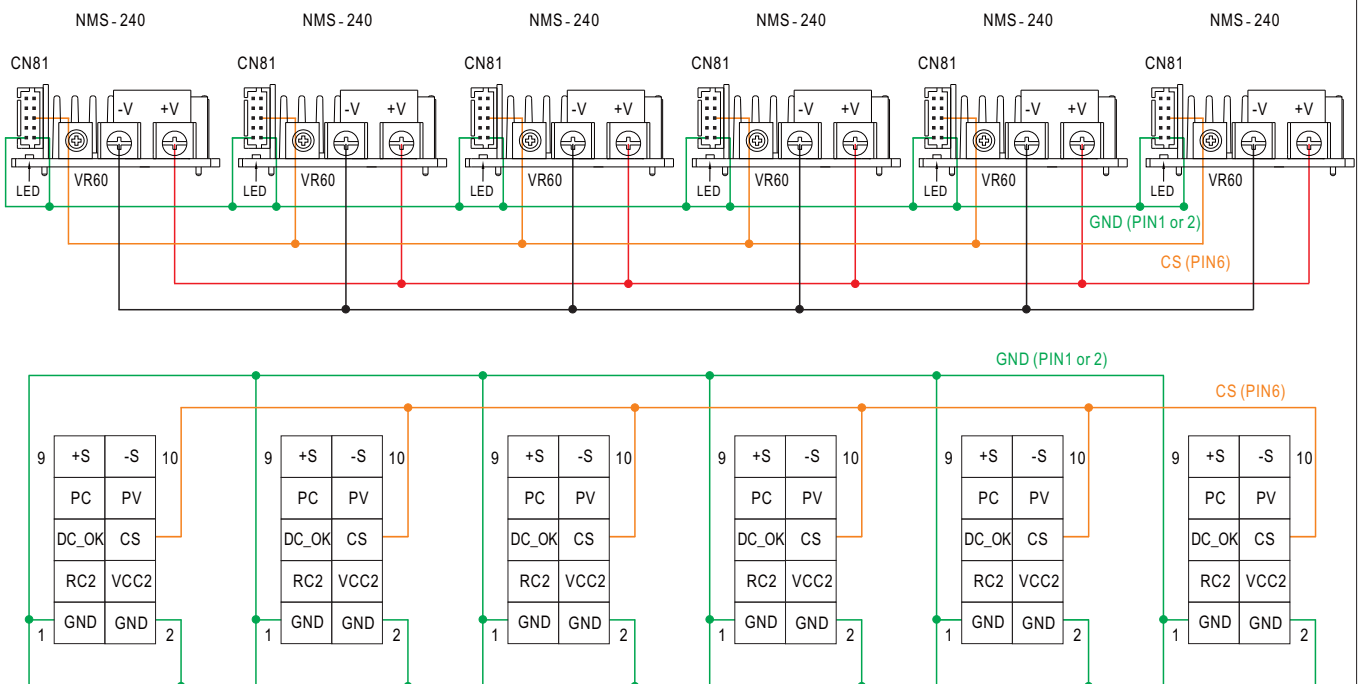 NMS-240 NMS-240 NMS-240 NMS-240 NMS-240 NMS-240
CN81 CN81 CN81 CN81 CN81 CN81
-V +V -V +V -V +V -V +V -V +V -V +V
LED VR60 LED VR60 LED VR60 LED VR60 LED VR60 LED VR60
GND (PIN1 or 2)
CS (PIN6)
GND (PIN1 or 2)
CS (PIN6)
9 +S -S 10 9 +S -S 10 9 +S -S 10 9 +S -S 10 9 +S -S 10 9 +S -S 10
PC PV PC PV PC PV PC PV PC PV PC PV
DC_OK CS DC_OK CS DC_OK CS DC_OK CS DC_OK CS DC_OK CS
RC2 VCC2 RC2 VCC2 RC2 VCC2 RC2 VCC2 RC2 VCC2 RC2 VCC2
1 GND GND 2 1 GND GND 2 1 GND GND 2 1 GND GND 2 1 GND GND 2 1 GND GND 2